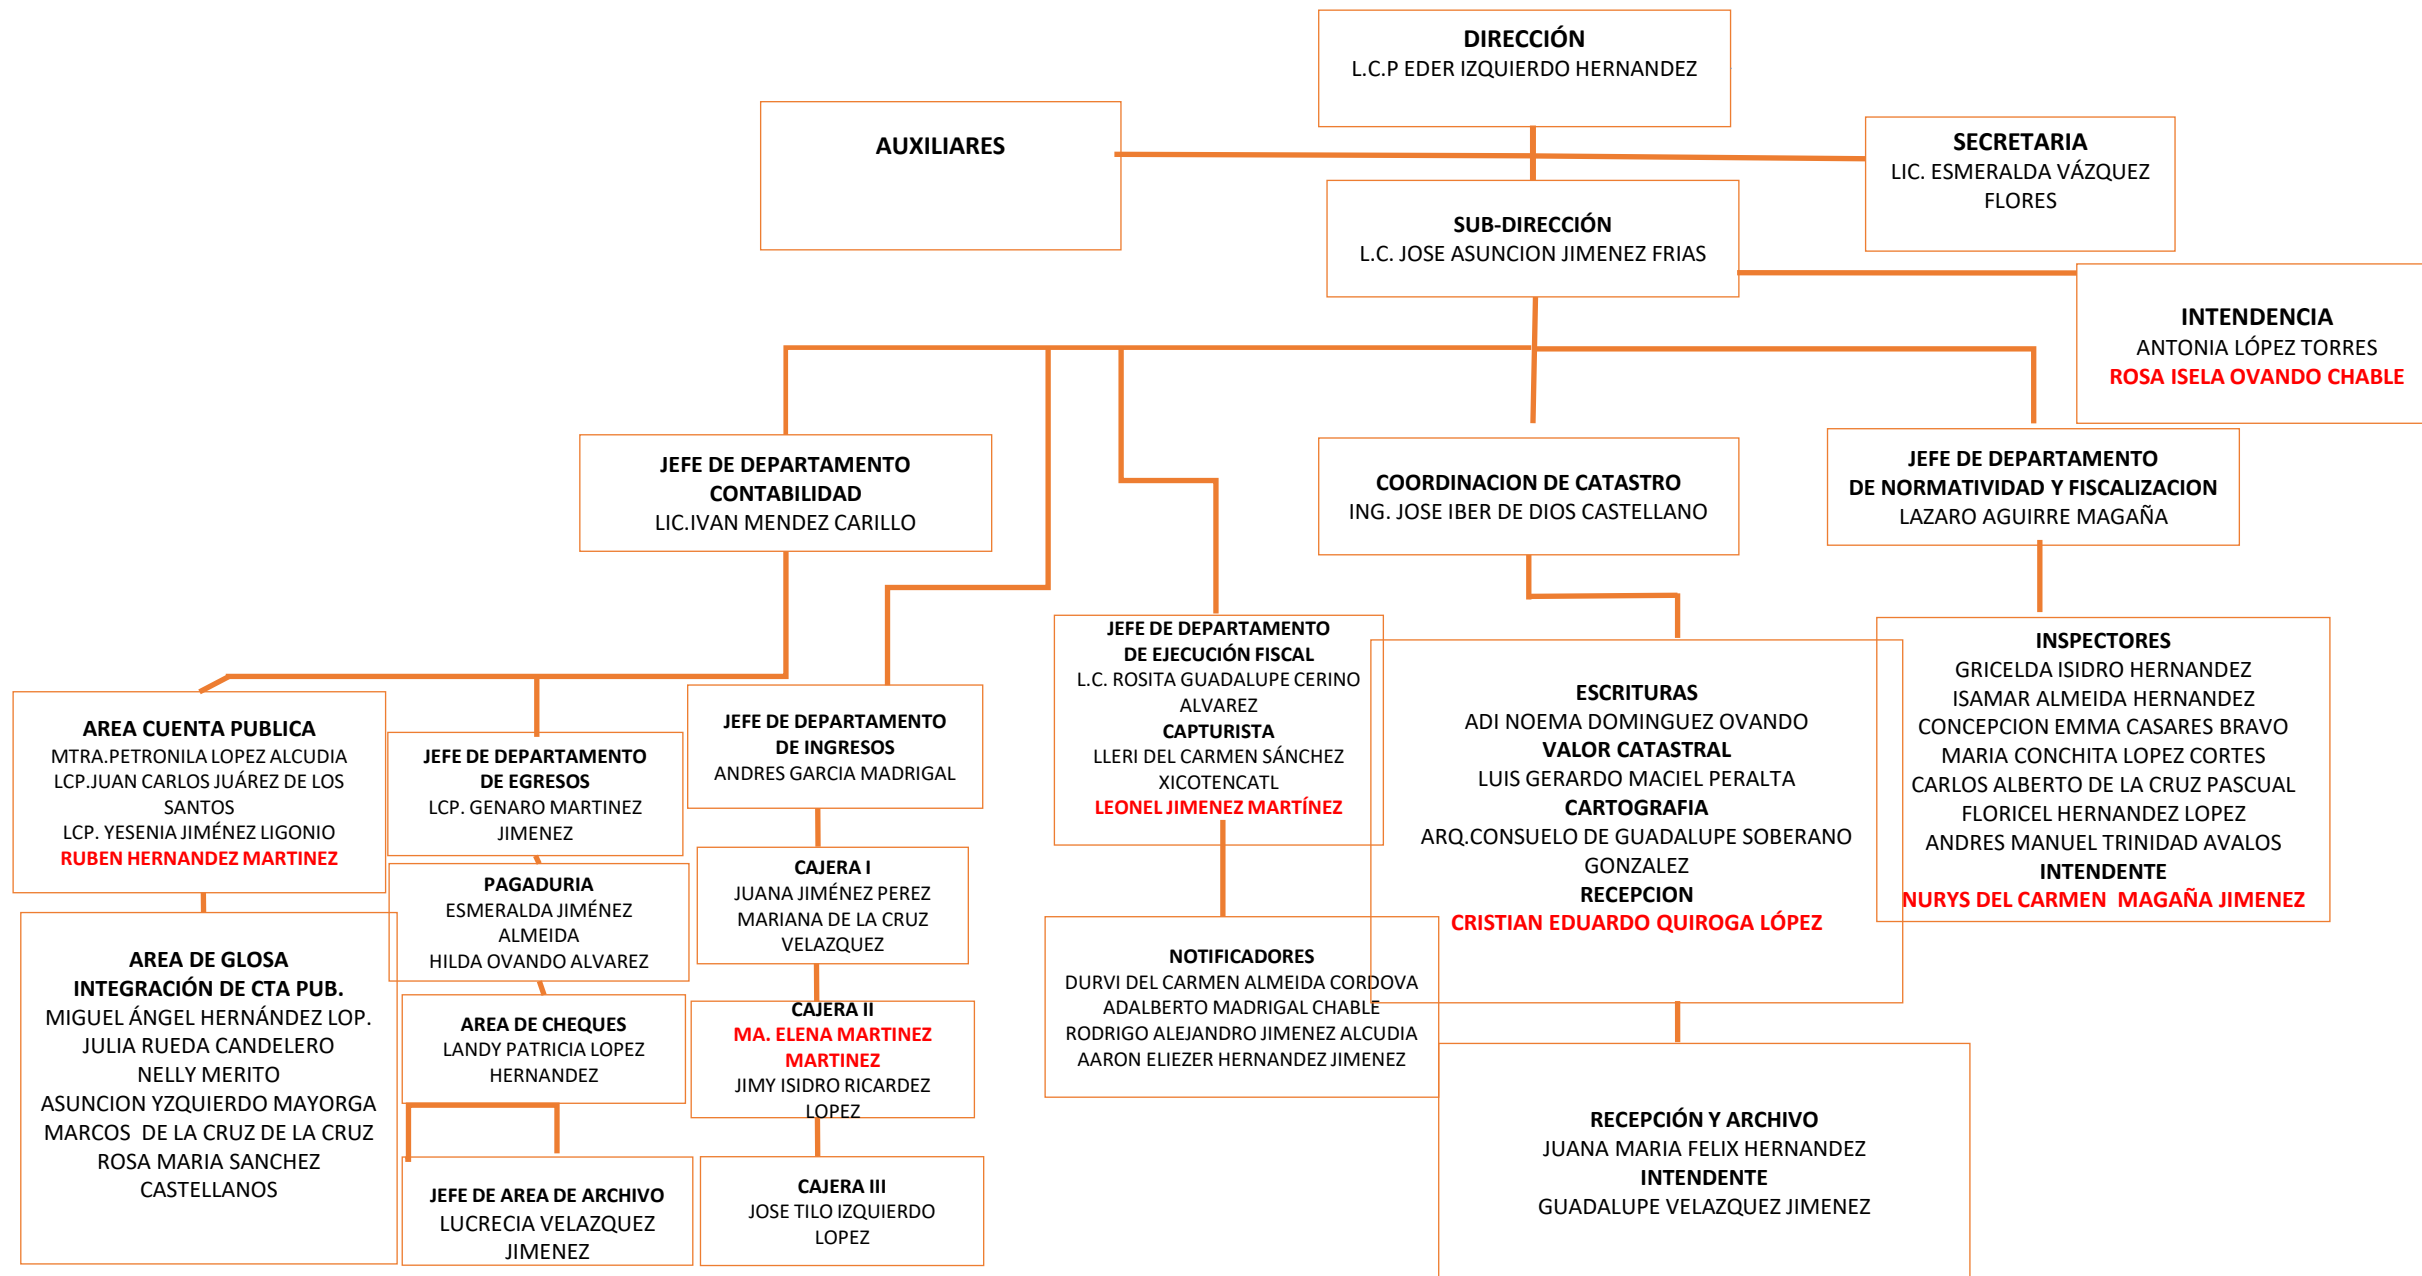 DIRECCIÓN
L.C.P EDER IZQUIERDO HERNANDEZ
AUXILIARES
SECRETARIA
LIC. ESMERALDA VÁZQUEZ
FLORES
SUB-DIRECCIÓN
L.C. JOSE ASUNCION JIMENEZ FRIAS
INTENDENCIA
ANTONIA LÓPEZ TORRES
ROSA ISELA OVANDO CHABLE
JEFE DE DEPARTAMENTO
CONTABILIDAD
LIC.IVAN MENDEZ CARILLO
COORDINACION DE CATASTRO
ING. JOSE IBER DE DIOS CASTELLANO
JEFE DE DEPARTAMENTO
DE NORMATIVIDAD Y FISCALIZACION
LAZARO AGUIRRE MAGAÑA
AREA CUENTA PUBLICA
MTRA.PETRONILA LOPEZ ALCUDIA
LCP.JUAN CARLOS JUÁREZ DE LOS
SANTOS
LCP. YESENIA JIMÉNEZ LIGONIO
RUBEN HERNANDEZ MARTINEZ
AREA DE GLOSA
INTEGRACIÓN DE CTA PUB.
MIGUEL ÁNGEL HERNÁNDEZ LOP.
JULIA RUEDA CANDELERO
NELLY MERITO
ASUNCION YZQUIERDO MAYORGA
MARCOS  DE LA CRUZ DE LA CRUZ
ROSA MARIA SANCHEZ
CASTELLANOS
JEFE DE DEPARTAMENTO
DE EGRESOS
LCP. GENARO MARTINEZ
JIMENEZ
PAGADURIA
ESMERALDA JIMÉNEZ
ALMEIDA
HILDA OVANDO ALVAREZ
AREA DE CHEQUES
LANDY PATRICIA LOPEZ
HERNANDEZ
JEFE DE AREA DE ARCHIVO
LUCRECIA VELAZQUEZ
JIMENEZ
JEFE DE DEPARTAMENTO
DE INGRESOS
ANDRES GARCIA MADRIGAL
CAJERA I
JUANA JIMÉNEZ PEREZ
MARIANA DE LA CRUZ
VELAZQUEZ
CAJERA II
MA. ELENA MARTINEZ
MARTINEZ
JIMY ISIDRO RICARDEZ
LOPEZ
CAJERA III
JOSE TILO IZQUIERDO
LOPEZ
JEFE DE DEPARTAMENTO
DE EJECUCIÓN FISCAL
L.C. ROSITA GUADALUPE CERINO
ALVAREZ
CAPTURISTA
LLERI DEL CARMEN SÁNCHEZ
XICOTENCATL
LEONEL JIMENEZ MARTÍNEZ
NOTIFICADORES
DURVI DEL CARMEN ALMEIDA CORDOVA
ADALBERTO MADRIGAL CHABLE
RODRIGO ALEJANDRO JIMENEZ ALCUDIA
AARON ELIEZER HERNANDEZ JIMENEZ
ESCRITURAS
ADI NOEMA DOMINGUEZ OVANDO
VALOR CATASTRAL
LUIS GERARDO MACIEL PERALTA
CARTOGRAFIA
ARQ.CONSUELO DE GUADALUPE SOBERANO
GONZALEZ
RECEPCION
CRISTIAN EDUARDO QUIROGA LÓPEZ
RECEPCIÓN Y ARCHIVO
JUANA MARIA FELIX HERNANDEZ
INTENDENTE
GUADALUPE VELAZQUEZ JIMENEZ
INSPECTORES
GRICELDA ISIDRO HERNANDEZ
ISAMAR ALMEIDA HERNANDEZ
CONCEPCION EMMA CASARES BRAVO
MARIA CONCHITA LOPEZ CORTES
CARLOS ALBERTO DE LA CRUZ PASCUAL
FLORICEL HERNANDEZ LOPEZ
ANDRES MANUEL TRINIDAD AVALOS
INTENDENTE
NURYS DEL CARMEN  MAGAÑA JIMENEZ